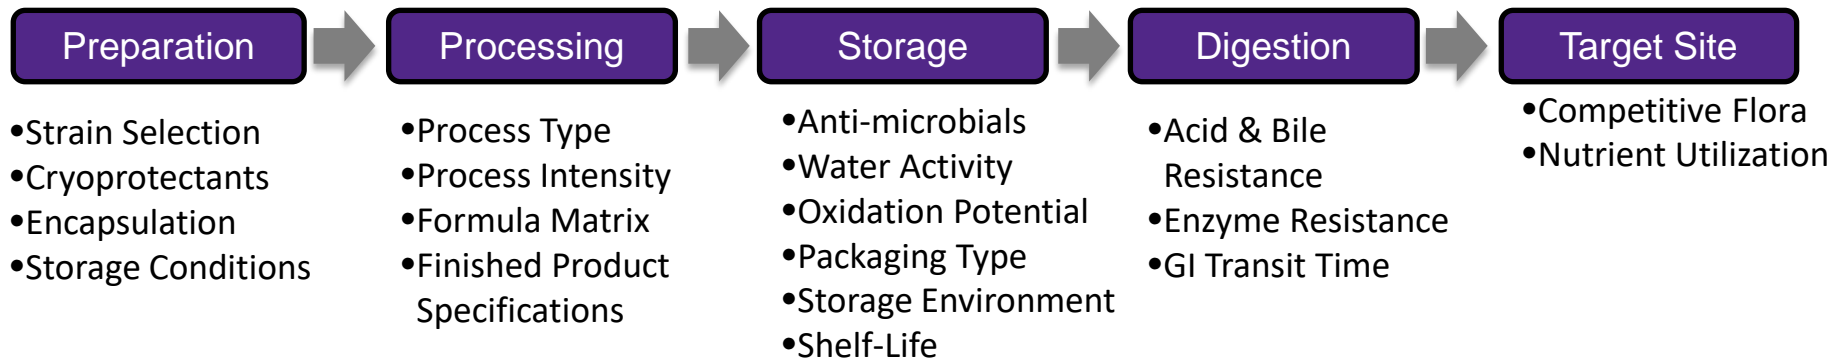 Preparation
•Strain Selection
•Cryoprotectants
•Encapsulation
•Storage Conditions
Processing
•Process Type
•Process Intensity
•Formula Matrix
•Finished Product
Specifications
Storage
•Anti-microbials
•Water Activity
•Oxidation Potential
•Packaging Type
•Storage Environment
•Shelf-Life
Digestion
•Acid & Bile
Resistance
•Enzyme Resistance
•GI Transit Time
Target Site
•Competitive Flora
•Nutrient Utilization